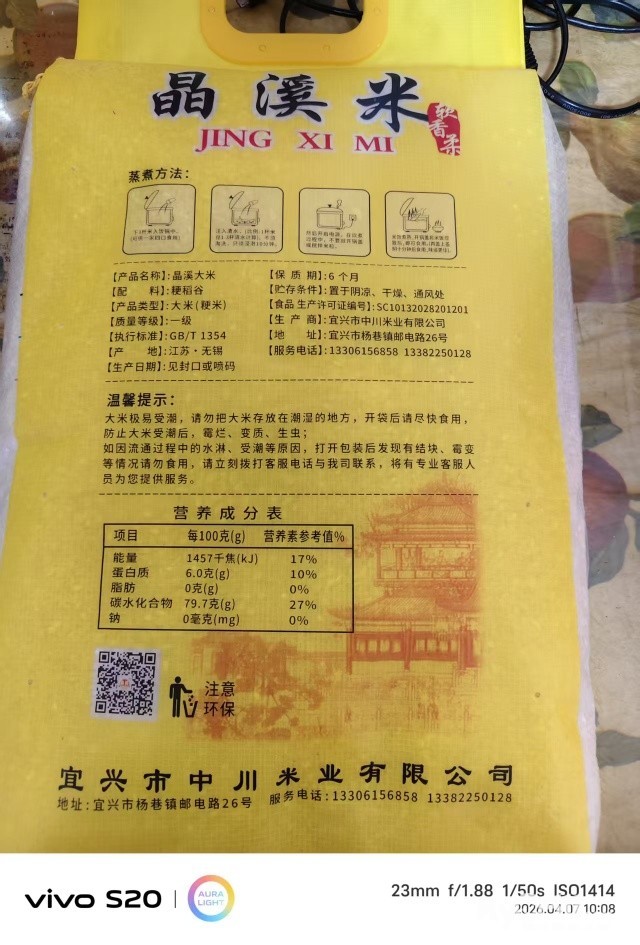 晶溪米
软香柔
JING XI MI
蒸煮方法：
【产品名称】：晶溪大米
【配　　料】：粳稻谷
【产品类型】：大米（粳米）
【质量等级】：一级
【执行标准】：GB/T 1354
【产　　地】：江苏·无锡
【生产日期】：见封口或喷码
【保 质 期】：6个月
【贮存条件】：置于阴凉、干燥、通风处
【食品生产许可证编号】：SC10132028201201
【生 产 商】：宜兴市中川米业有限公司
【地　　址】：宜兴市杨巷镇邮电路26号
【服务电话】：13306156858 13382250128
温馨提示：
大米极易受潮，请勿把大米存放在潮湿的地方，开袋后请尽快食用，
防止大米受潮后，霉烂、变质、生虫；
如因流通过程中的水淋、受潮等原因，打开包装后发现有结块、霉变
等情况请勿食用，请立刻拨打客服电话与我司联系，将有专业客服人
员为您提供服务。
营养成分表
项目 每100克(g) 营养素参考值%
能量 1457千焦(kJ) 17%
蛋白质 6.0克(g) 10%
脂肪 0克(g) 0%
碳水化合物 79.7克(g) 27%
钠 0毫克(mg) 0%
注意
环保
宜兴市中川米业有限公司
地址：宜兴市杨巷镇邮电路26号 服务电话：13306156858 13382250128
vivo S20
AURA
LIGHT
23mm f/1.88 1/50s ISO1414
2026.04.07 10:08